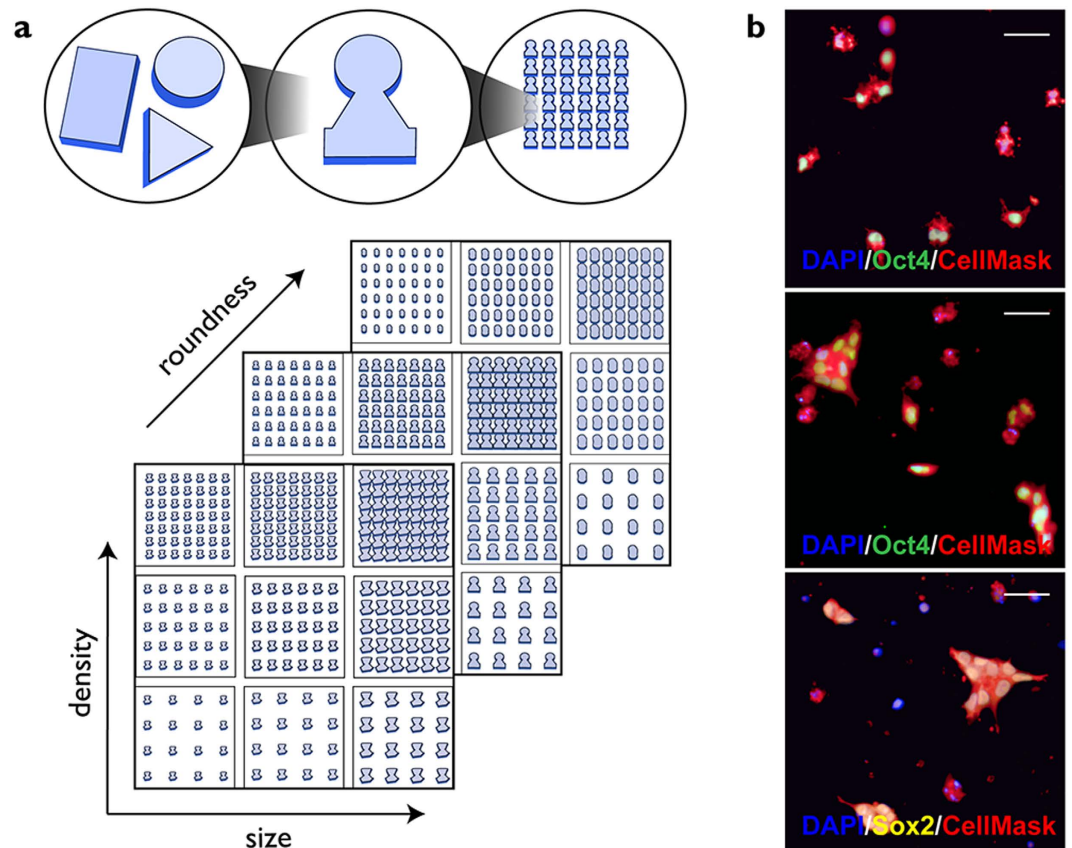 a
roundness
density
size
b
DAPI/Oct4/CellMask
DAPI/Oct4/CellMask
DAPI/Sox2/CellMask